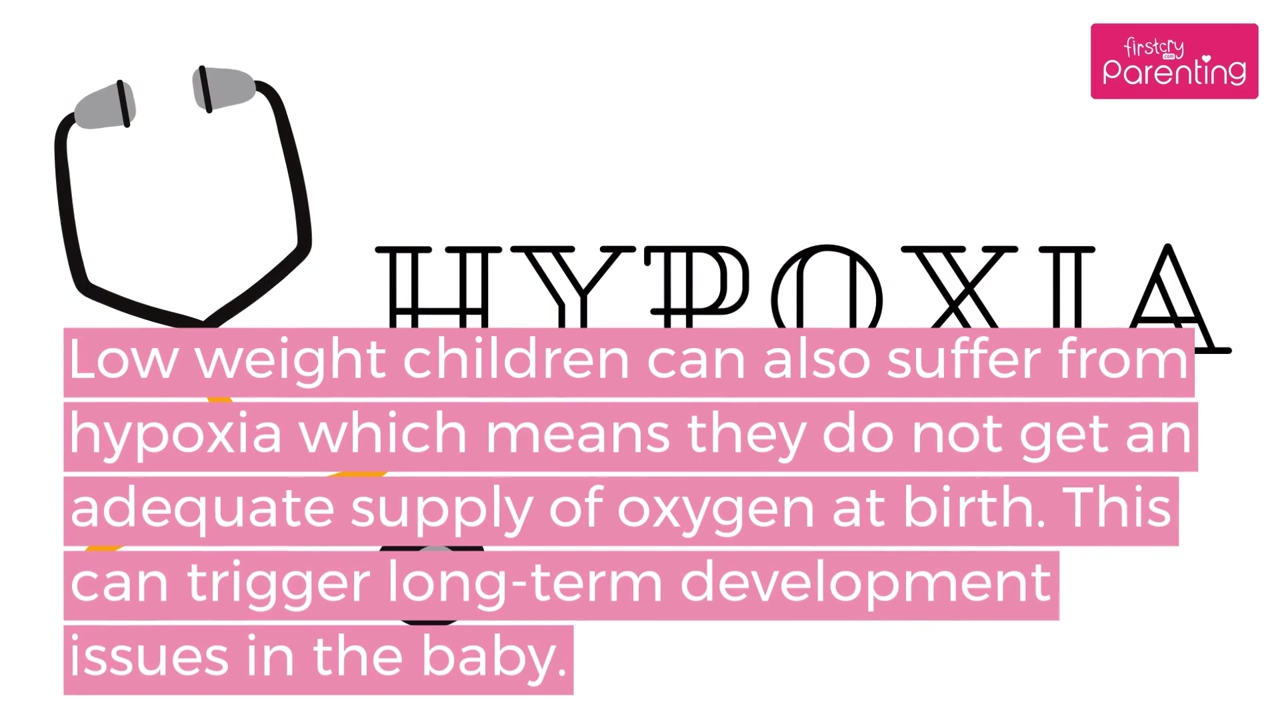 firstcry
.com
Parenting
HYPOXIA
Low weight children can also suffer from
hypoxia which means they do not get an
adequate supply of oxygen at birth. This
can trigger long-term development
issues in the baby.